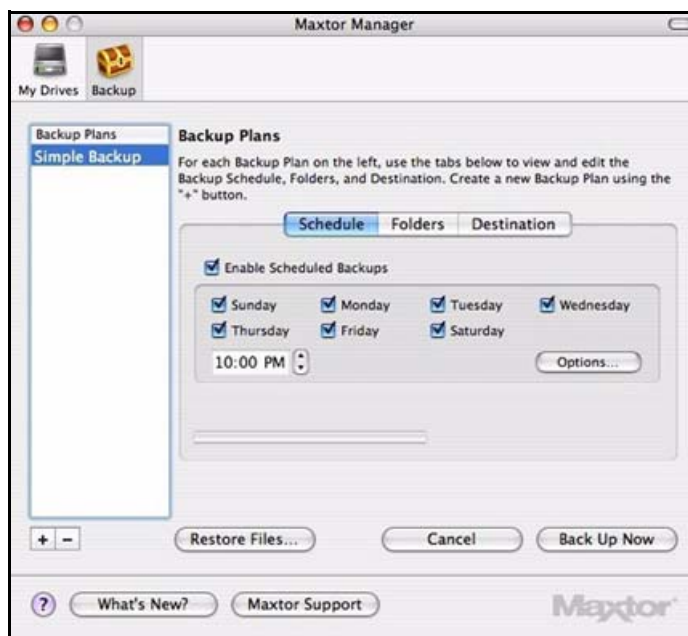 Maxtor Manager
My Drives
Backup
Backup Plans
Simple Backup
Backup Plans
For each Backup Plan on the left, use the tabs below to view and edit the
Backup Schedule, Folders, and Destination. Create a new Backup Plan using the
"+" button.
Schedule Folders Destination
Enable Scheduled Backups
Sunday Monday Tuesday Wednesday
Thursday Friday Saturday
10:00 PM Options...
+ −
Restore Files... Cancel Back Up Now
? What's New? Maxtor Support Maxtor